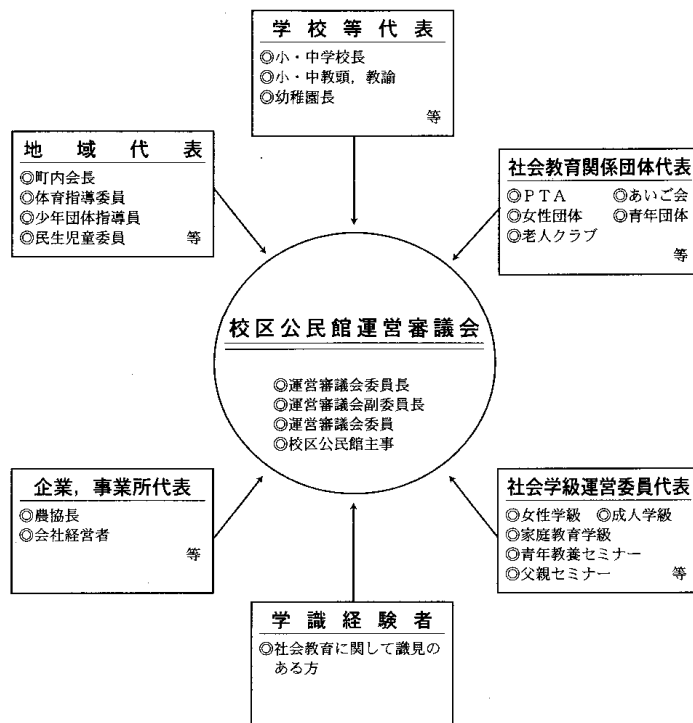 学校等代表
◎小・中学校長
◎小・中教頭，教諭
◎幼稚園長
等
地域代表
◎町内会長
◎体育指導委員
◎少年団体指導員
◎民生児童委員　等
社会教育関係団体代表
◎PTA　◎あいご会
◎女性団体　◎青年団体
◎老人クラブ
等
校区公民館運営審議会
◎運営審議会委員長
◎運営審議会副委員長
◎運営審議会委員
◎校区公民館主事
企業，事業所代表
◎農協長
◎会社経営者
等
社会学級運営委員代表
◎女性学級　◎成人学級
◎家庭教育学級
◎青年教養セミナー
◎父親セミナー　等
学識経験者
◎社会教育に関して識見の
ある方